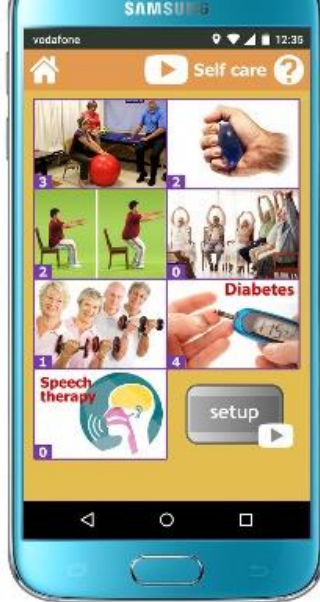 SAMSUNG
vodafone 12:35
Self care ?
3
2
2
0
1
Diabetes
4
Speech
therapy
0
setup